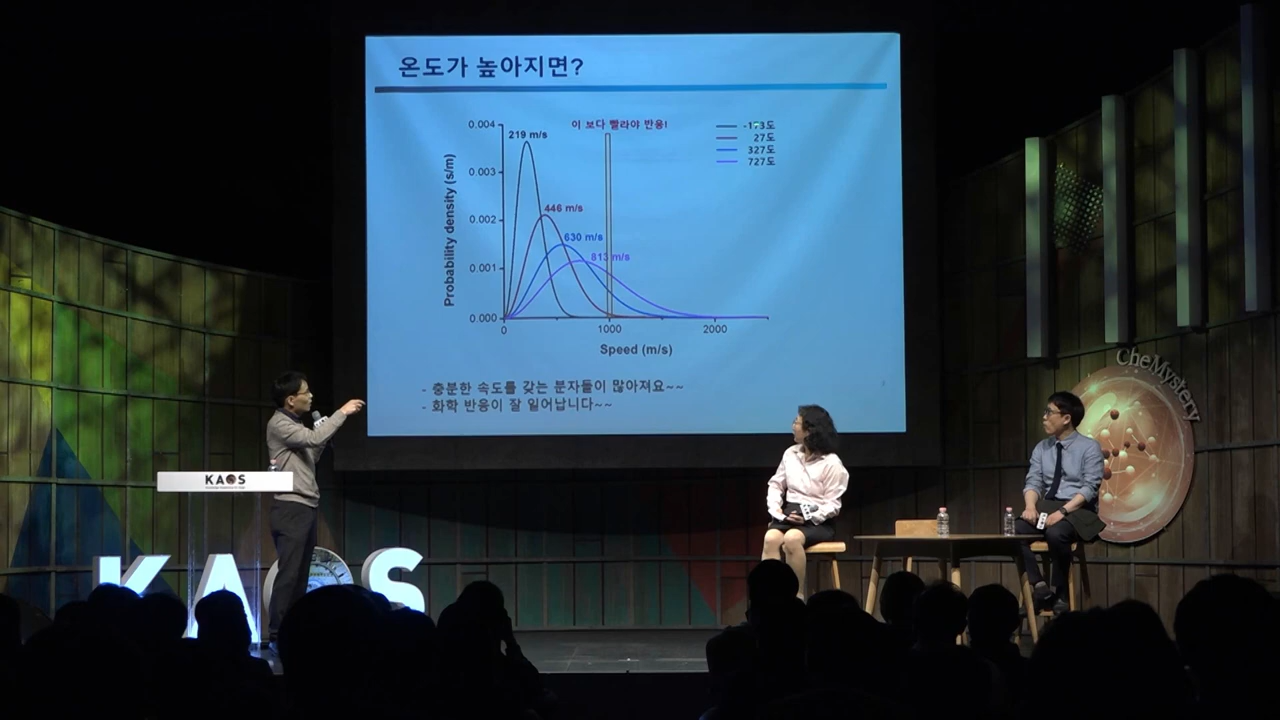 온도가 높아지면?
이 보다 빨라야 반응!
219 m/s
446 m/s
630 m/s
813 m/s
-173도
27도
327도
727도
Probability density (s/m)
0.004
0.003
0.002
0.001
0.000
0
1000
2000
Speed (m/s)
- 충분한 속도를 갖는 분자들이 많아져요~~
- 화학 반응이 잘 일어납니다~~
CheMystery
KAOS
KAOS